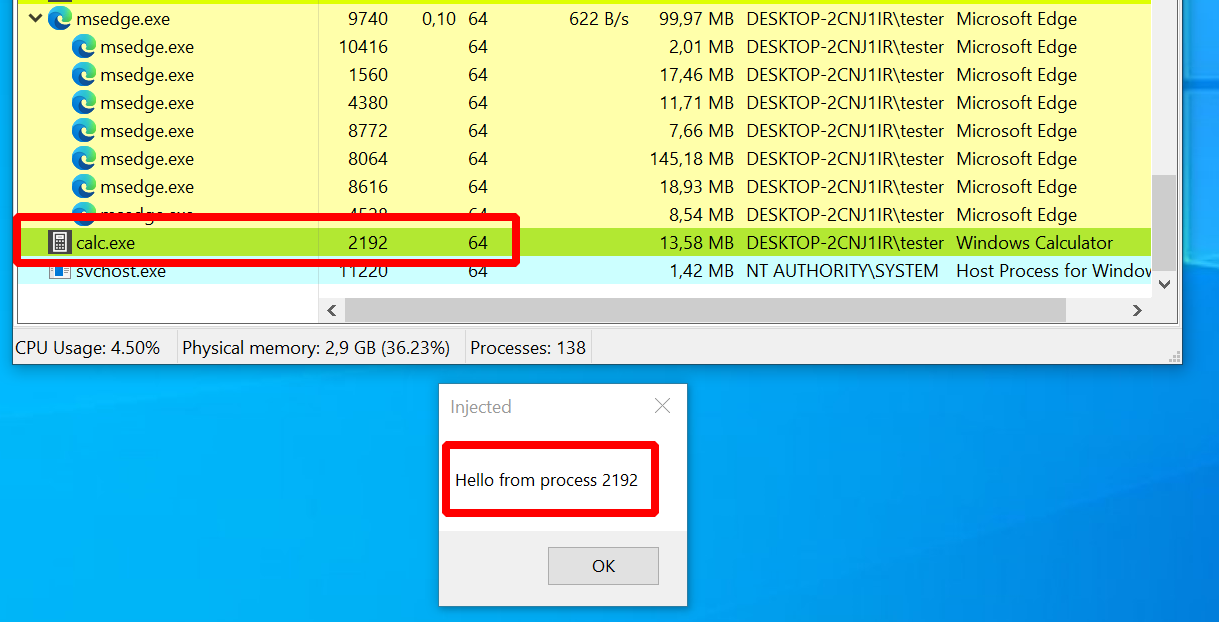 msedge.exe 9740 0,10 64 622 B/s 99,97 MB DESKTOP-2CNJ1IR\tester Microsoft Edge
msedge.exe 10416 64 2,01 MB DESKTOP-2CNJ1IR\tester Microsoft Edge
msedge.exe 1560 64 17,46 MB DESKTOP-2CNJ1IR\tester Microsoft Edge
msedge.exe 4380 64 11,71 MB DESKTOP-2CNJ1IR\tester Microsoft Edge
msedge.exe 8772 64 7,66 MB DESKTOP-2CNJ1IR\tester Microsoft Edge
msedge.exe 8064 64 145,18 MB DESKTOP-2CNJ1IR\tester Microsoft Edge
msedge.exe 8616 64 18,93 MB DESKTOP-2CNJ1IR\tester Microsoft Edge
msedge.exe 4528 64 8,54 MB DESKTOP-2CNJ1IR\tester Microsoft Edge
calc.exe 2192 64 13,58 MB DESKTOP-2CNJ1IR\tester Windows Calculator
svchost.exe 11220 64 1,42 MB NT AUTHORITY\SYSTEM Host Process for Window
CPU Usage: 4.50% Physical memory: 2,9 GB (36.23%) Processes: 138
Injected
Hello from process 2192
OK